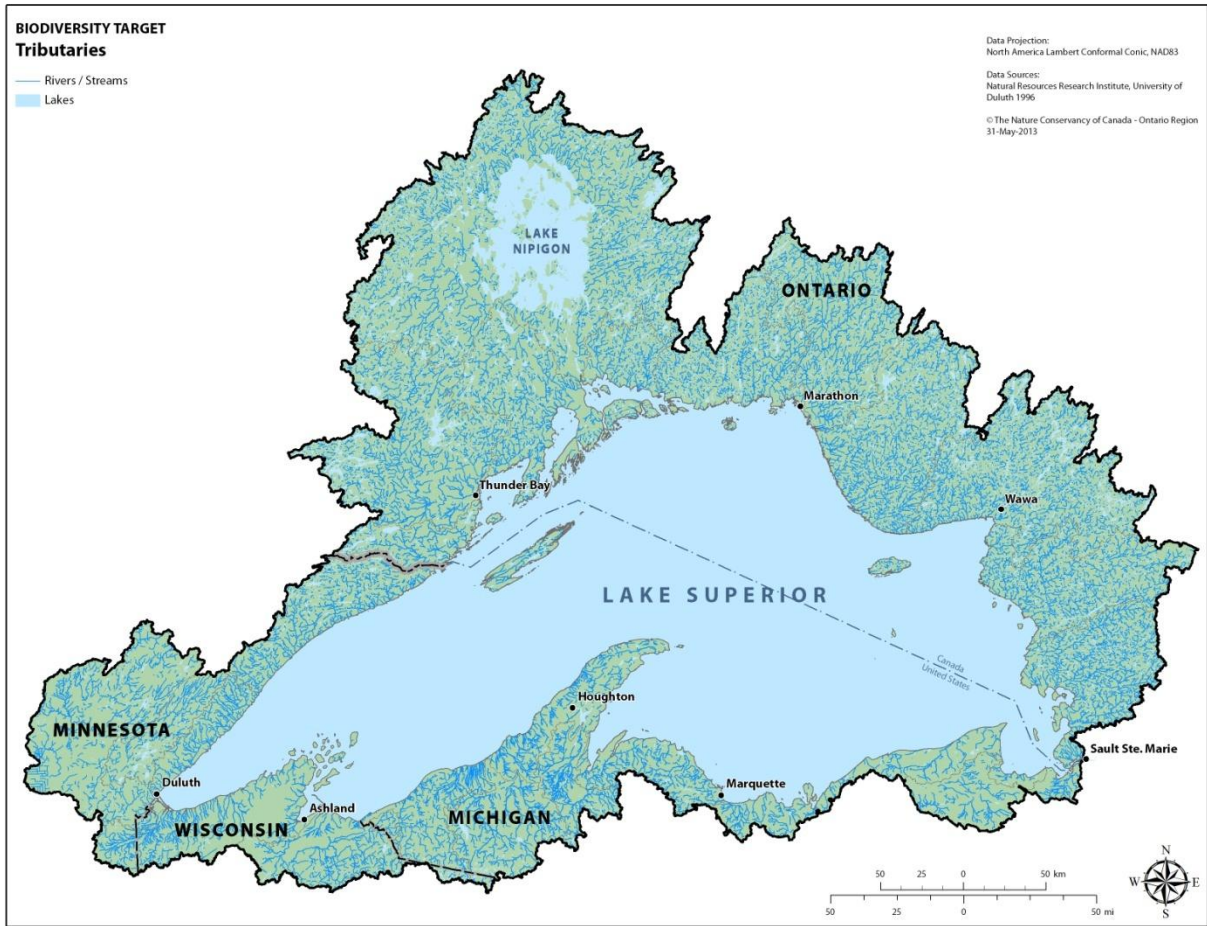 BIODIVERSITY TARGET
Tributaries
Rivers / Streams
Lakes
Data Projection:
North America Lambert Conformal Conic, NAD83
Data Sources:
Natural Resources Research Institute, University of
Duluth 1996
© The Nature Conservancy of Canada - Ontario Region
31-May-2013
LAKE
NIPIGON
ONTARIO
Marathon
Thunder Bay
Wawa
LAKE SUPERIOR
Canada
United States
Houghton
MINNESOTA
Sault Ste. Marie
Duluth
Marquette
Ashland
WISCONSIN
MICHIGAN
N
W E
S
50 25 0 50 km
50 25 0 50 mi